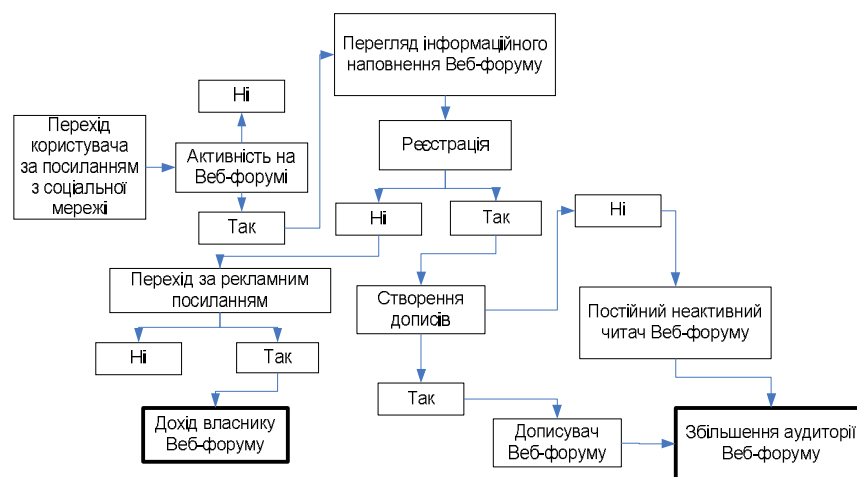 Перегляд інформаційного
наповнення Веб-форуму
Ні
Перехід
користувача
за посиланням
з соціальної
мережі
Активність на
Веб-форумі
Реєстрація
Так
Ні
Так
Ні
Перехід за рекламним
посиланням
Створення
дописів
Постійний неактивний
читач Веб-форуму
Ні
Так
Так
Дохід власнику
Веб-форуму
Дописувач
Веб-форуму
Збільшення аудиторії
Веб-форуму